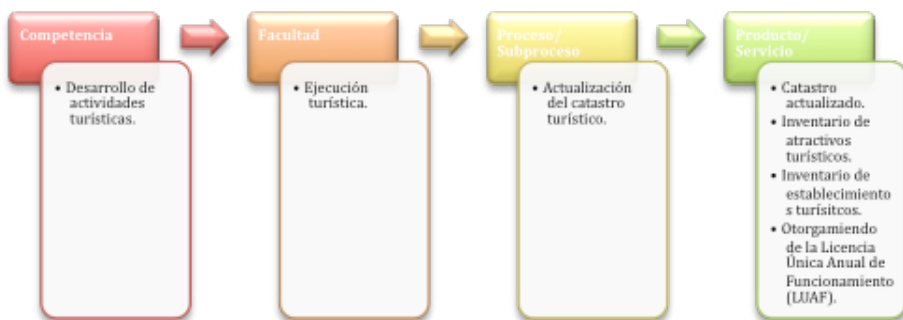 Competencia
• Desarrollo de
actividades
turísticas.
Facultad
• Ejecución
turística.
Proceso/
Subproceso
• Actualización
del catastro
turístico.
Producto/
Servicio
• Catastro
actualizado.
• Inventario de
atractivos
turísticos.
• Inventario de
establecimiento
s turísitcos.
• Otorgamiendo
de la Licencia
Única Anual de
Funcionamiento
(LUAF).